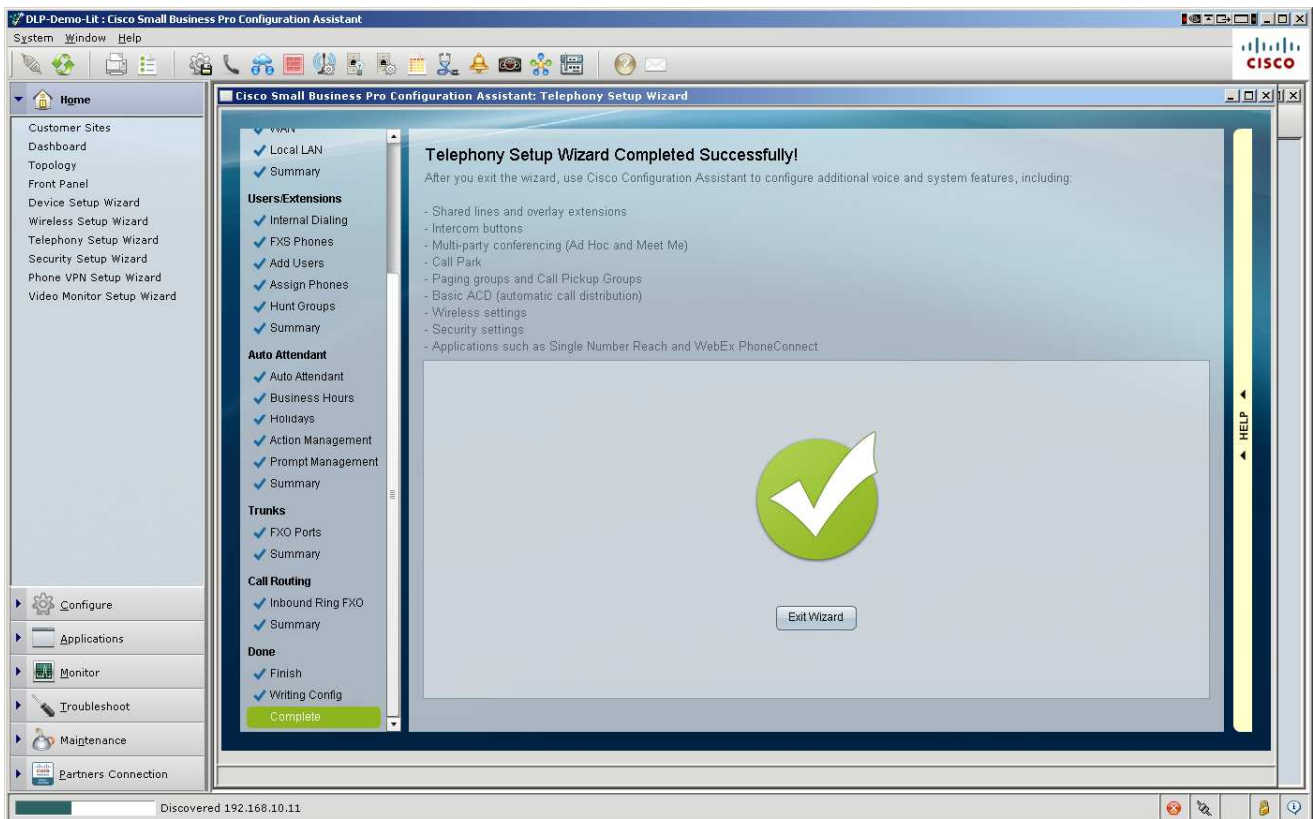 DLP-Demo-Lit : Cisco Small Business Pro Configuration Assistant
System Window Help
CISCO
Home
Customer Sites
Dashboard
Topology
Front Panel
Device Setup Wizard
Wireless Setup Wizard
Telephony Setup Wizard
Security Setup Wizard
Phone VPN Setup Wizard
Video Monitor Setup Wizard
Configure
Applications
Monitor
Troubleshoot
Maintenance
Partners Connection
Cisco Small Business Pro Configuration Assistant: Telephony Setup Wizard
WAN
Local LAN
Summary
Users/Extensions
Internal Dialing
FXS Phones
Add Users
Assign Phones
Hunt Groups
Summary
Auto Attendant
Auto Attendant
Business Hours
Holidays
Action Management
Prompt Management
Summary
Trunks
FXO Ports
Summary
Call Routing
Inbound Ring FXO
Summary
Done
Finish
Writing Config
Complete
Telephony Setup Wizard Completed Successfully!
After you exit the wizard, use Cisco Configuration Assistant to configure additional voice and system features, including:
- Shared lines and overlay extensions
- Intercom buttons
- Multi-party conferencing (Ad Hoc and Meet Me)
- Call Park
- Paging groups and Call Pickup Groups
- Basic ACD (automatic call distribution)
- Wireless settings
- Security settings
- Applications such as Single Number Reach and WebEx PhoneConnect
Exit Wizard
HELP
Discovered 192.168.10.11